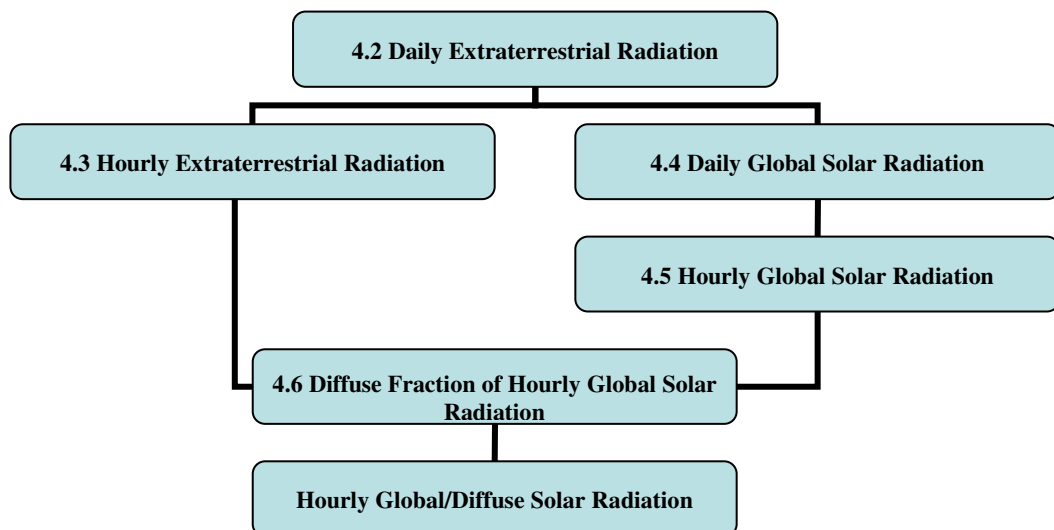 4.2 Daily Extraterrestrial Radiation
4.3 Hourly Extraterrestrial Radiation
4.4 Daily Global Solar Radiation
4.5 Hourly Global Solar Radiation
4.6 Diffuse Fraction of Hourly Global Solar
Radiation
Hourly Global/Diffuse Solar Radiation